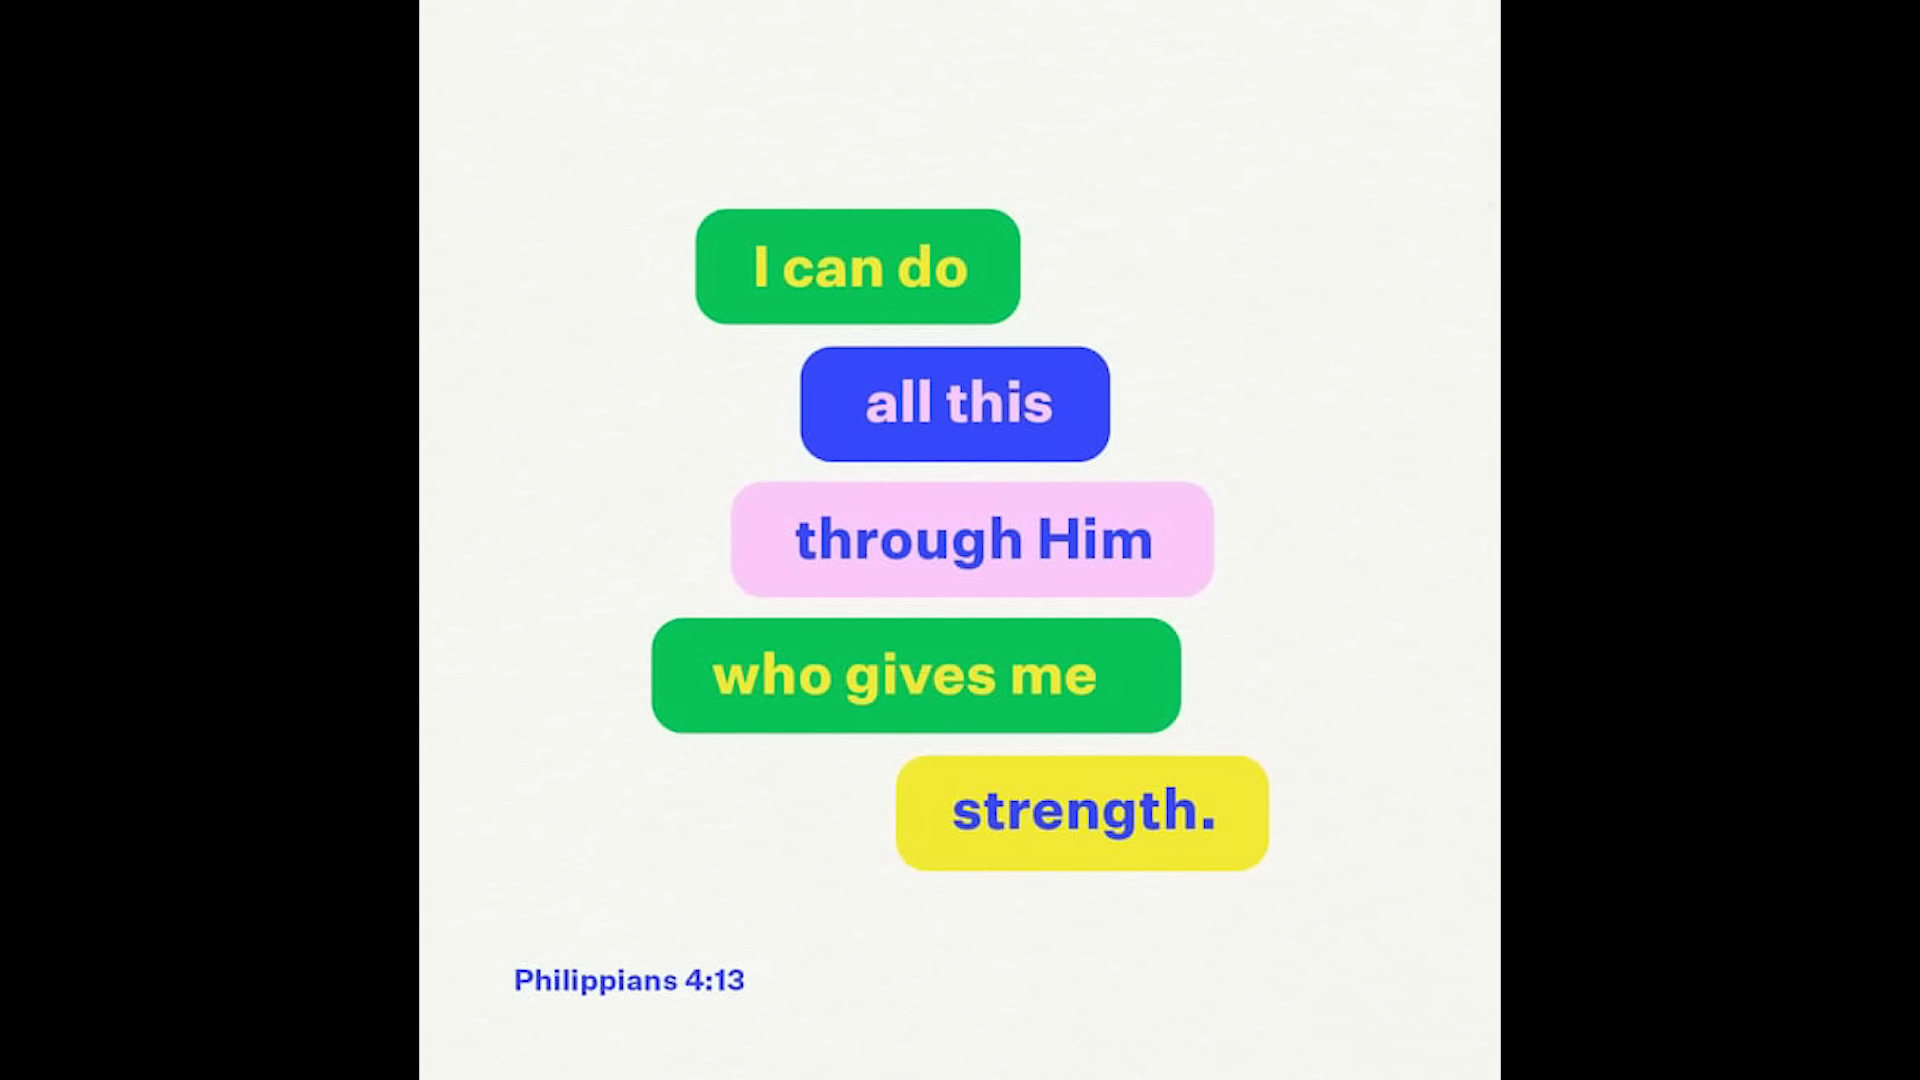 I can do
all this
through Him
who gives me
strength.
Philippians 4:13